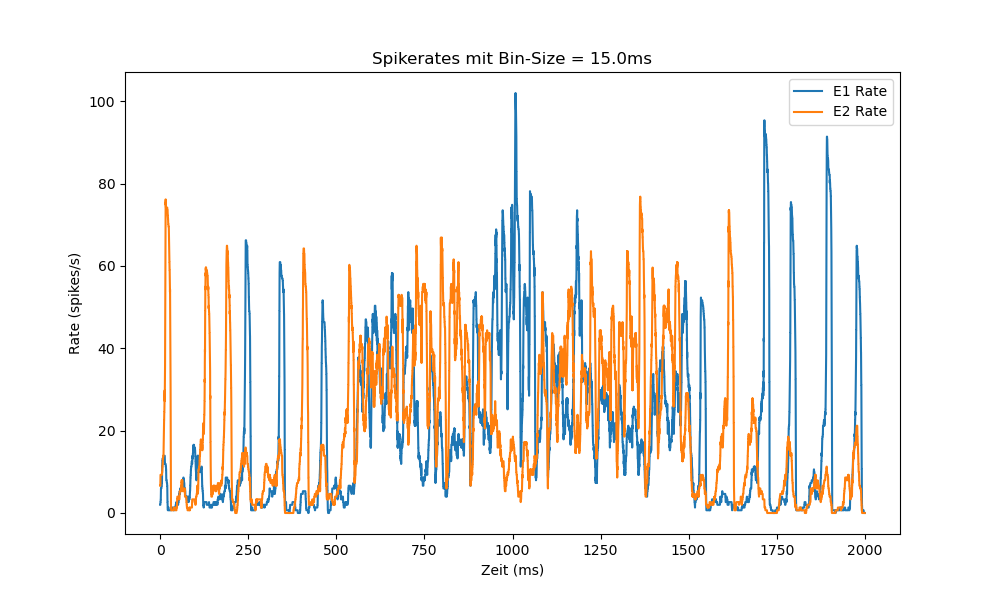 Spikerates mit Bin-Size = 15.0ms
E1 Rate
E2 Rate
Rate (spikes/s)
100
80
60
40
20
0
0 250 500 750 1000 1250 1500 1750 2000
Zeit (ms)